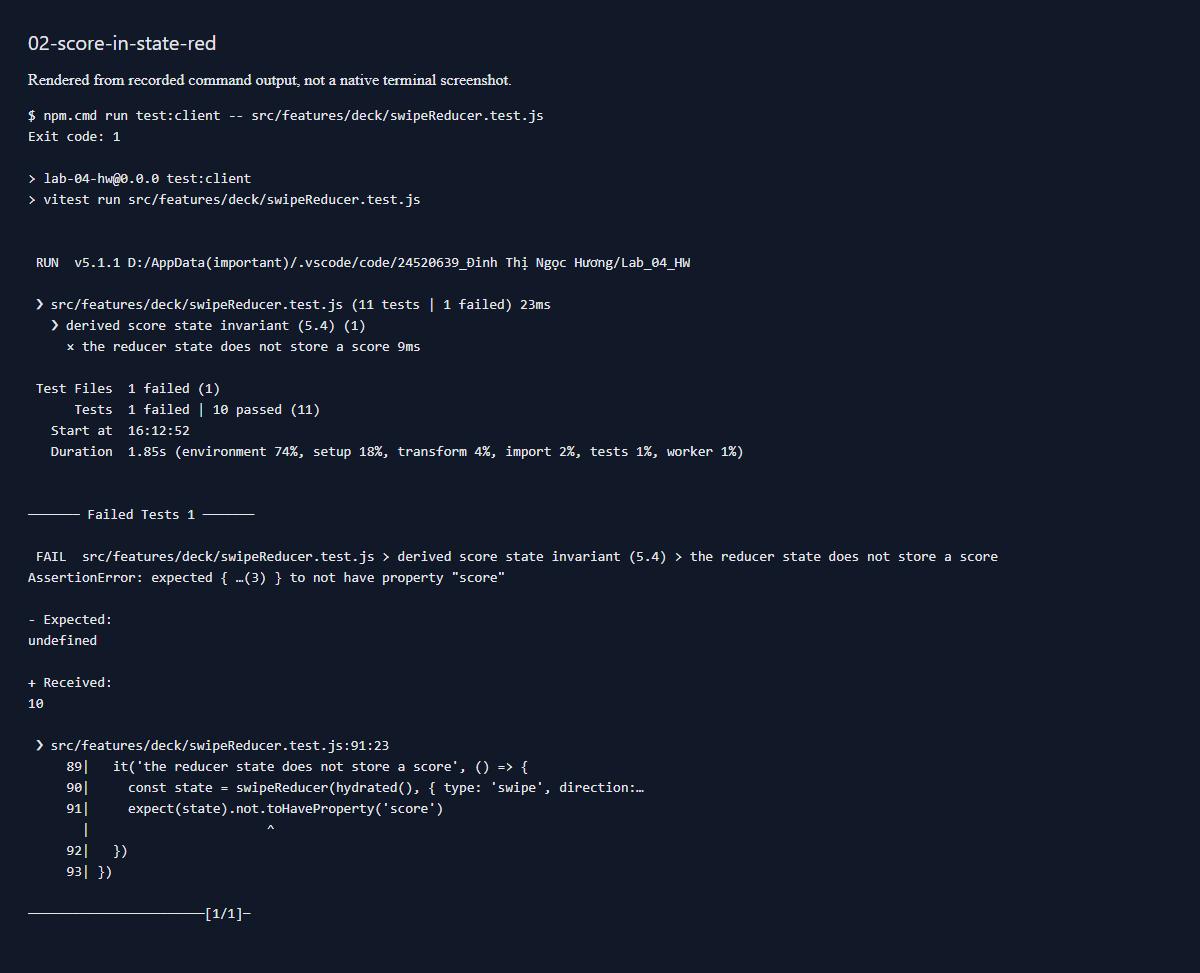 02-score-in-state-red
Rendered from recorded command output, not a native terminal screenshot.
$ npm.cmd run test:client -- src/features/deck/swipeReducer.test.js
Exit code: 1
> lab-04-hw@0.0.0 test:client
> vitest run src/features/deck/swipeReducer.test.js
RUN  v5.1.1 D:/AppData(important)/.vscode/code/24520639_Đinh Thị Ngọc Hương/Lab_04_HW
❯ src/features/deck/swipeReducer.test.js (11 tests | 1 failed) 23ms
❯ derived score state invariant (5.4) (1)
× the reducer state does not store a score 9ms
Test Files  1 failed (1)
Tests  1 failed | 10 passed (11)
Start at  16:12:52
Duration  1.85s (environment 74%, setup 18%, transform 4%, import 2%, tests 1%, worker 1%)
─────── Failed Tests 1 ───────
FAIL  src/features/deck/swipeReducer.test.js > derived score state invariant (5.4) > the reducer state does not store a score
AssertionError: expected { …(3) } to not have property "score"
- Expected:
undefined
+ Received:
10
❯ src/features/deck/swipeReducer.test.js:91:23
89|   it('the reducer state does not store a score', () => {
90|     const state = swipeReducer(hydrated(), { type: 'swipe', direction:…
91|     expect(state).not.toHaveProperty('score')
|                       ^
92|   })
93| })
───────────────────────[1/1]─